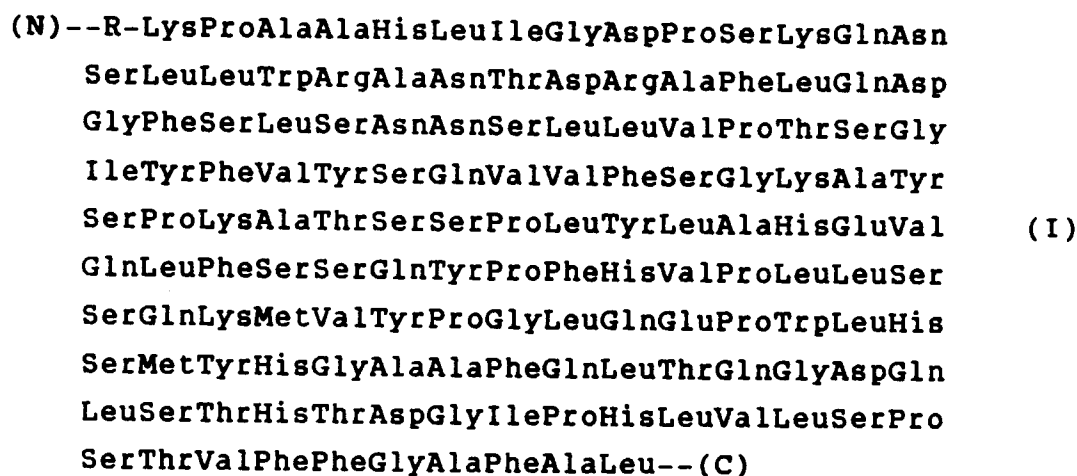 (N)--R-LysProAlaAlaHisLeuIleGlyAspProSerLysGlnAsn
SerLeuLeuTrpArgAlaAsnThrAspArgAlaPheLeuGlnAsp
GlyPheSerLeuSerAsnAsnSerLeuLeuValProThrSerGly
IleTyrPheValTyrSerGlnValValPheSerGlyLysAlaTyr
SerProLysAlaThrSerSerProLeuTyrLeuAlaHisGluVal (I)
GlnLeuPheSerSerGlnTyrProPheHisValProLeuLeuSer
SerGlnLysMetValTyrProGlyLeuGlnGluProTrpLeuHis
SerMetTyrHisGlyAlaAlaPheGlnLeuThrGlnGlyAspGln
LeuSerThrHisThrAspGlyIleProHisLeuValLeuSerPro
SerThrValPhePheGlyAlaPheAlaLeu--(C)